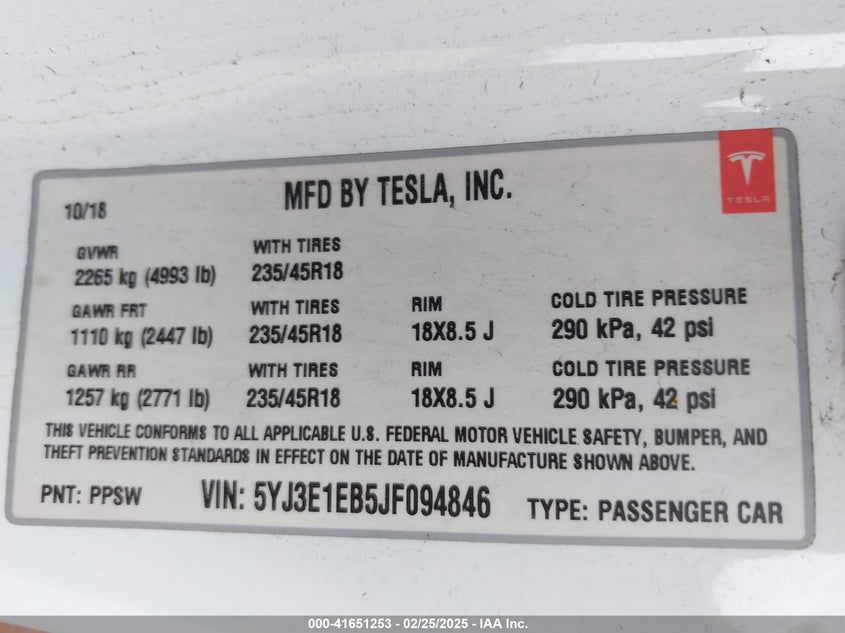 MFD BY TESLA, INC.
TESLA
10/18
GVWR WITH TIRES
2265 kg (4993 lb) 235/45R18
GAWR FRT WITH TIRES RIM COLD TIRE PRESSURE
1110 kg (2447 lb) 235/45R18 18X8.5 J 290 kPa, 42 psi
GAWR RR WITH TIRES RIM COLD TIRE PRESSURE
1257 kg (2771 lb) 235/45R18 18X8.5 J 290 kPa, 42 psi
THIS VEHICLE CONFORMS TO ALL APPLICABLE U.S. FEDERAL MOTOR VEHICLE SAFETY, BUMPER, AND
THEFT PREVENTION STANDARDS IN EFFECT ON THE DATE OF MANUFACTURE SHOWN ABOVE.
PNT: PPSW VIN: 5YJ3E1EB5JF094846 TYPE: PASSENGER CAR
000-41651253 - 02/25/2025 - IAA Inc.